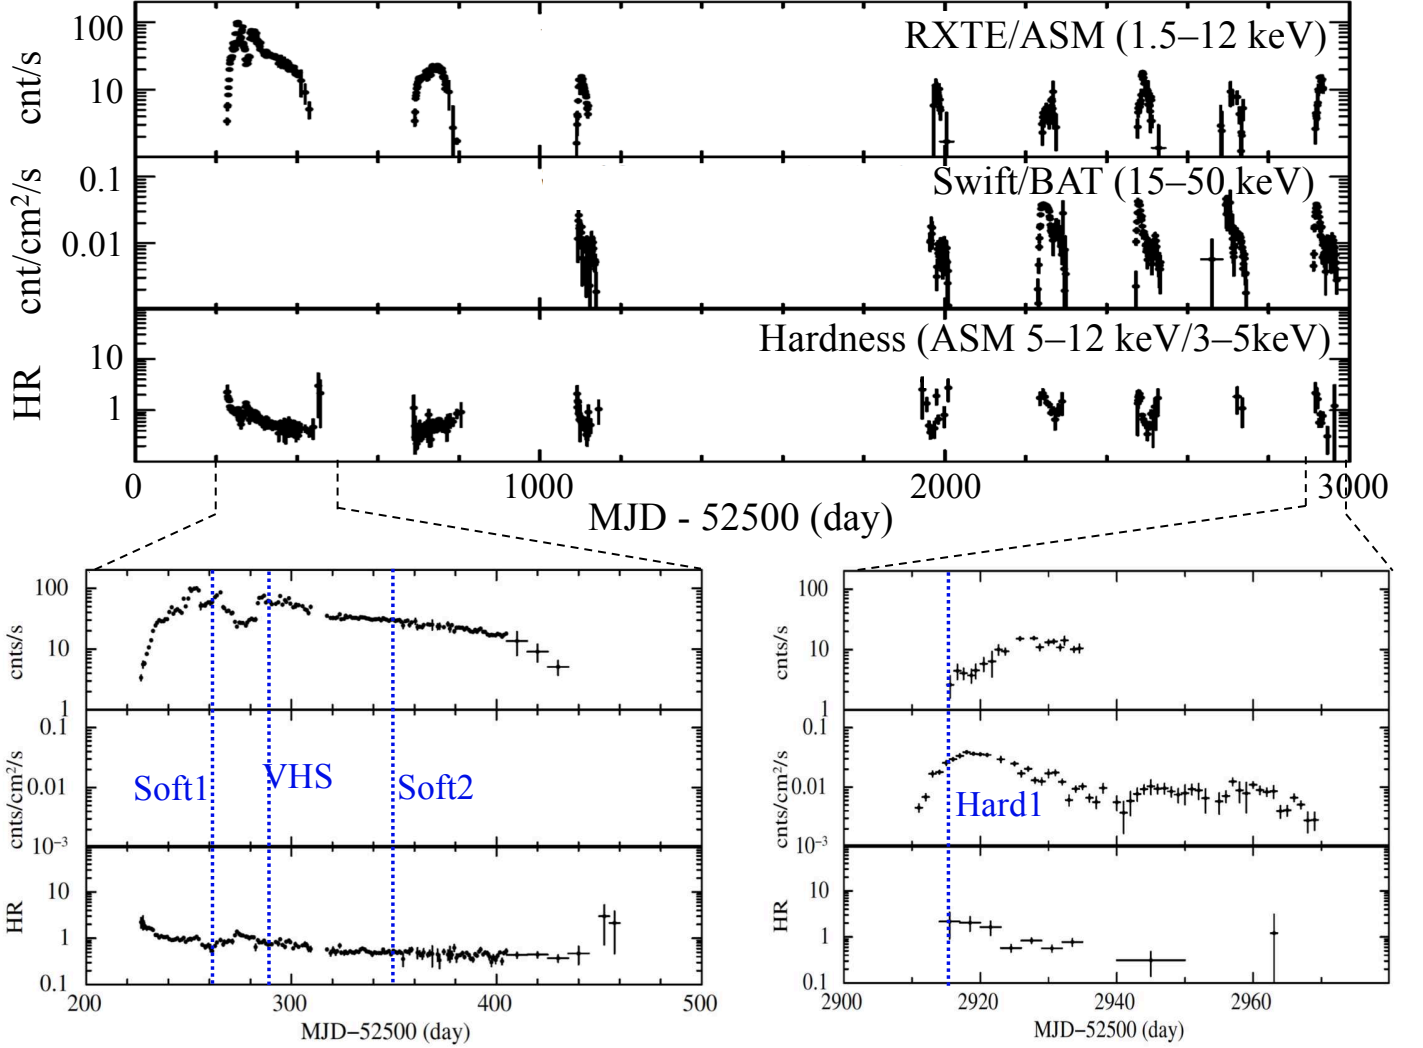 RXTE/ASM (1.5–12 keV)
100
10
cnt/s
Swift/BAT (15–50 keV)
0.1
0.01
cnt/cm²/s
Hardness (ASM 5–12 keV/3–5keV)
10
1
HR
0 1000 2000 3000
MJD - 52500 (day)
100
10
1
cnts/s
0.1
0.01
10⁻³
cnts/cm²/s
Soft1
VHS
Soft2
10
1
0.1
HR
200 300 400 500
MJD−52500 (day)
100
10
1
cnts/s
0.1
0.01
10⁻³
cnts/cm²/s
Hard1
10
1
0.1
HR
2900 2920 2940 2960
MJD−52500 (day)